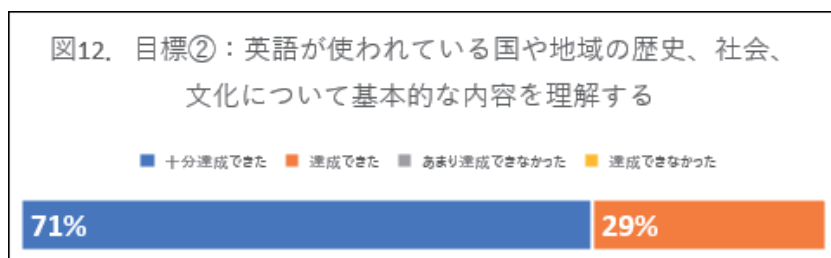 図12. 目標②：英語が使われている国や地域の歴史、社会、
文化について基本的な内容を理解する
十分達成できた 達成できた あまり達成できなかった 達成できなかった
71% 29%